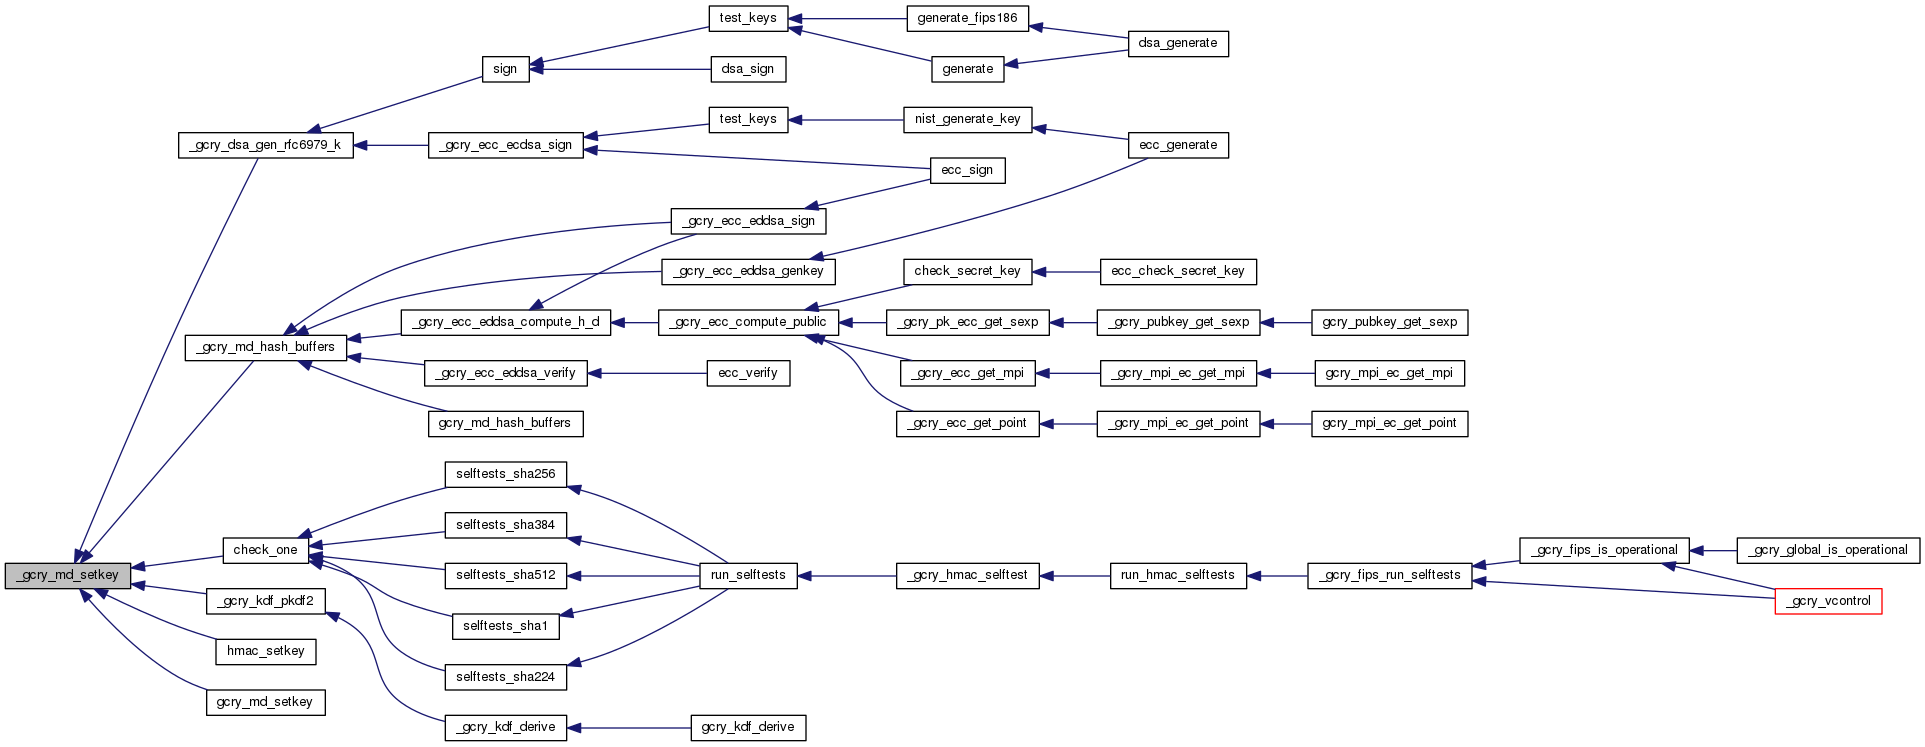 test_keys
generate_fips186
dsa_generate
sign
dsa_sign
generate
test_keys
nist_generate_key
_gcry_dsa_gen_rfc6979_k
_gcry_ecc_ecdsa_sign
ecc_generate
ecc_sign
_gcry_ecc_eddsa_sign
_gcry_ecc_eddsa_genkey
check_secret_key
ecc_check_secret_key
_gcry_ecc_eddsa_compute_h_d
_gcry_ecc_compute_public
_gcry_pk_ecc_get_sexp
_gcry_pubkey_get_sexp
gcry_pubkey_get_sexp
_gcry_md_hash_buffers
_gcry_ecc_eddsa_verify
ecc_verify
_gcry_ecc_get_mpi
_gcry_mpi_ec_get_mpi
gcry_mpi_ec_get_mpi
gcry_md_hash_buffers
_gcry_ecc_get_point
_gcry_mpi_ec_get_point
gcry_mpi_ec_get_point
selftests_sha256
selftests_sha384
check_one
_gcry_fips_is_operational
_gcry_global_is_operational
_gcry_md_setkey
selftests_sha512
run_selftests
_gcry_hmac_selftest
run_hmac_selftests
_gcry_fips_run_selftests
_gcry_kdf_pkdf2
_gcry_vcontrol
selftests_sha1
hmac_setkey
selftests_sha224
gcry_md_setkey
_gcry_kdf_derive
gcry_kdf_derive